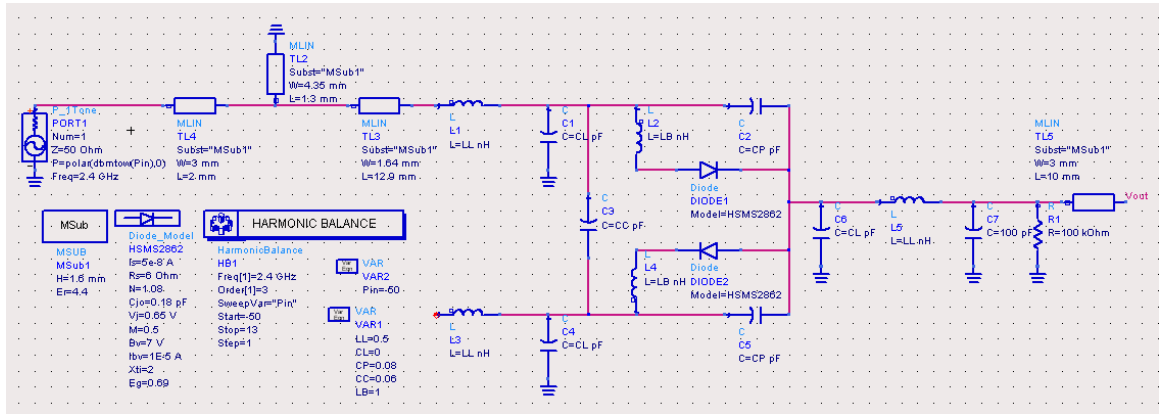 P_1Tone
PORT1
Num=1
Z=50 Ohm
P=polar(dbmtow(Pin),0)
Freq=2.4 GHz
MLIN
TL4
Subst="MSub1"
W=3 mm
L=2 mm
MLIN
TL2
Subst="MSub1"
W=4.35 mm
L=1.3 mm
MLIN
TL3
Subst="MSub1"
W=1.64 mm
L=12.9 mm
L
L1
L=LL nH
C
C1
C=CL pF
L
L2
L=LB nH
C
C2
C=CP pF
Diode
DIODE1
Model=HSMS2862
C
C3
C=CC pF
L
L4
L=LB nH
Diode
DIODE2
Model=HSMS2862
L
L3
L=LL nH
C
C4
C=CL pF
C
C5
C=CP pF
C
C6
C=CL pF
L
L5
L=LL nH
C
C7
C=100 pF
R
R1
R=100 kOhm
MLIN
TL5
Subst="MSub1"
W=3 mm
L=10 mm
Vout
MSub
MSUB
MSub1
H=1.6 mm
Er=4.4
Diode_Model
HSMS2862
Is=5e-8 A
Rs=6 Ohm
N=1.08
Cjo=0.18 pF
Vj=0.65 V
M=0.5
Bv=7 V
Ibv=1E-5 A
Xti=2
Eg=0.69
HARMONIC BALANCE
HarmonicBalance
HB1
Freq[1]=2.4 GHz
Order[1]=3
SweepVar="Pin"
Start=-50
Stop=13
Step=1
Var
Eqn
VAR
VAR2
Pin=-50
Var
Eqn
VAR
VAR1
LL=0.5
CL=0
CP=0.08
CC=0.06
LB=1